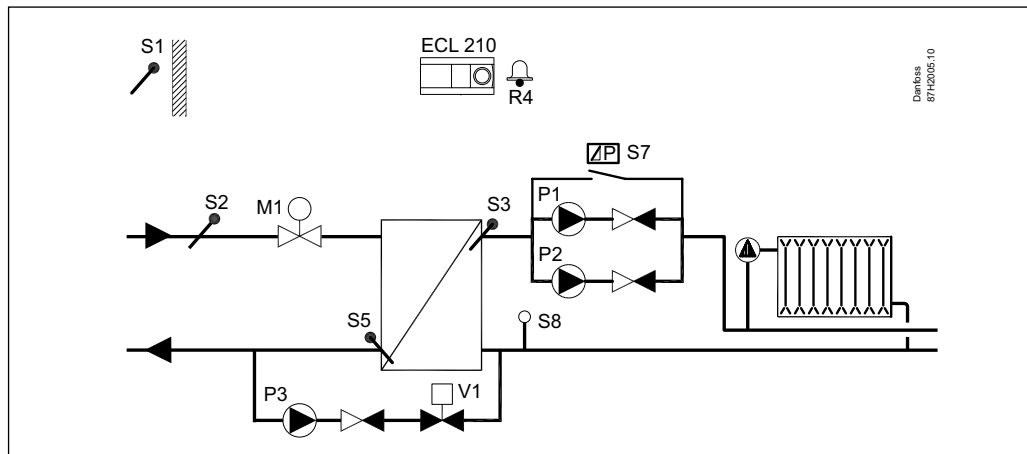 S1
ECL 210
R4
Danfoss
87H2005.10
P S7
P1
S2
M1
S3
P2
S5
S8
P3
V1